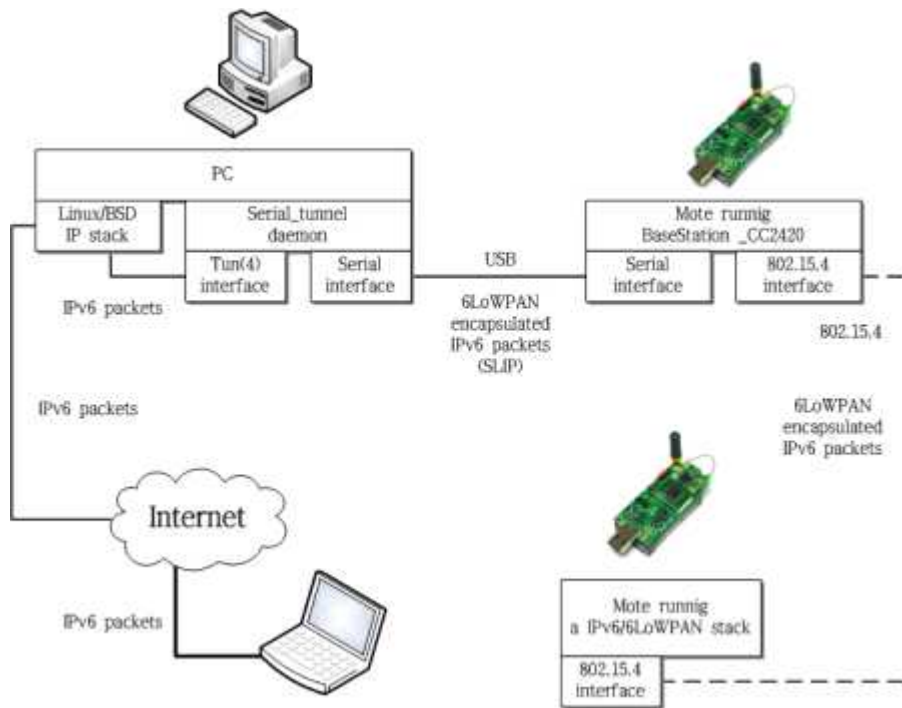 PC
Linux/BSD
IP stack
Serial_tunnel
daemon
Tun(4)
interface
Serial
interface
USB
6LoWPAN
encapsulated
IPv6 packets
(SLIP)
Mote runnig
BaseStation _CC2420
Serial
interface
802.15.4
interface
802.15.4
6LoWPAN
encapsulated
IPv6 packets
IPv6 packets
IPv6 packets
Internet
IPv6 packets
Mote runnig
a IPv6/6LoWPAN stack
802.15.4
interface